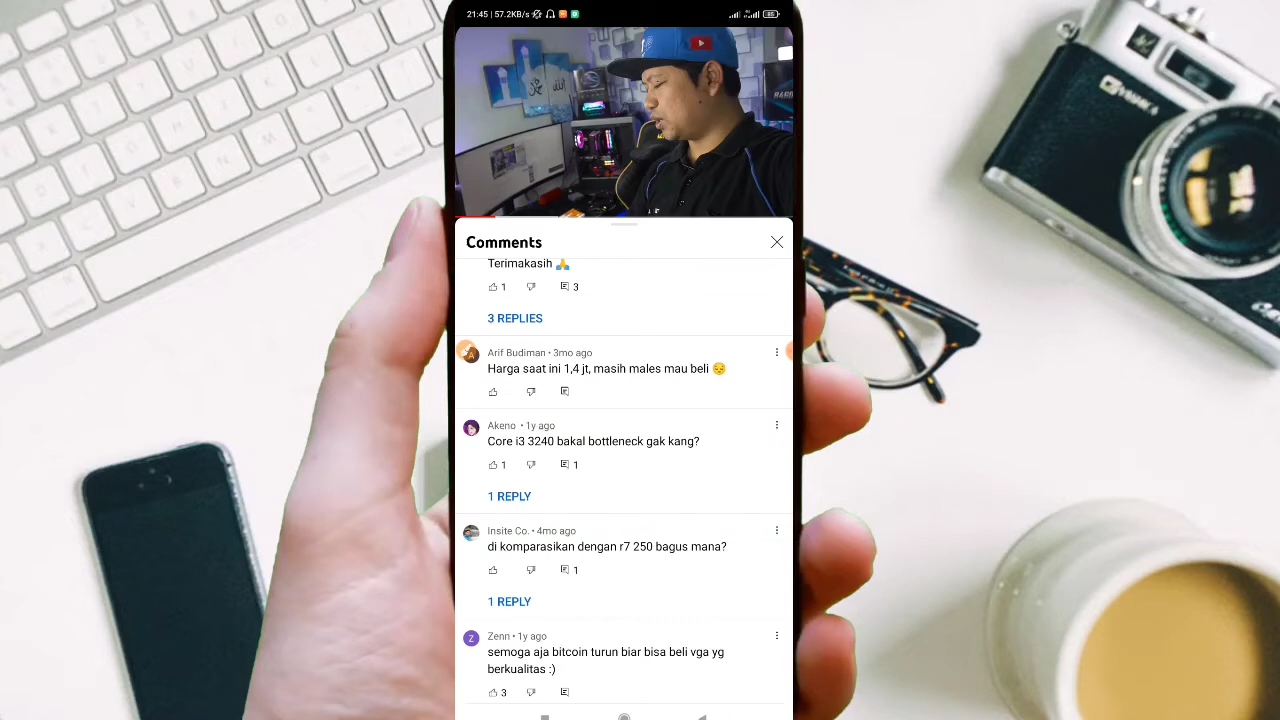 21:45 | 57.2KB/s
Comments
Terimakasih 🙏
1 3
3 REPLIES
Arif Budiman • 3mo ago
Harga saat ini 1,4 jt, masih males mau beli 😔
Akeno • 1y ago
Core i3 3240 bakal bottleneck gak kang?
1 1
1 REPLY
Insite Co. • 4mo ago
di komparasikan dengan r7 250 bagus mana?
1
1 REPLY
Z
Zenn • 1y ago
semoga aja bitcoin turun biar bisa beli vga yg
berkualitas :)
3